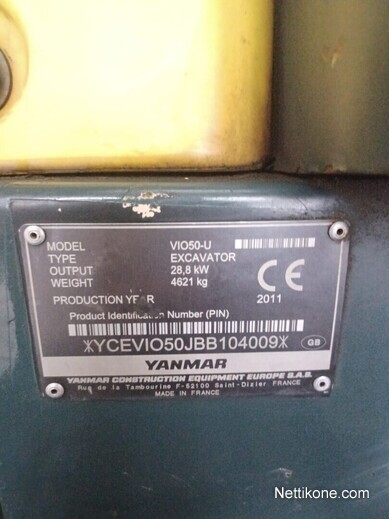 MODEL VIO50-U
TYPE EXCAVATOR
OUTPUT 28,8 kW
WEIGHT 4621 kg
CE
PRODUCTION YEAR 2011
Product Identification Number (PIN)
*YCEVIO50JBB104009*
GB
YANMAR
YANMAR CONSTRUCTION EQUIPMENT EUROPE S.A.S.
Rue de la Tambourine F-52100 Saint-Dizier FRANCE
MADE IN FRANCE
Nettikone.com